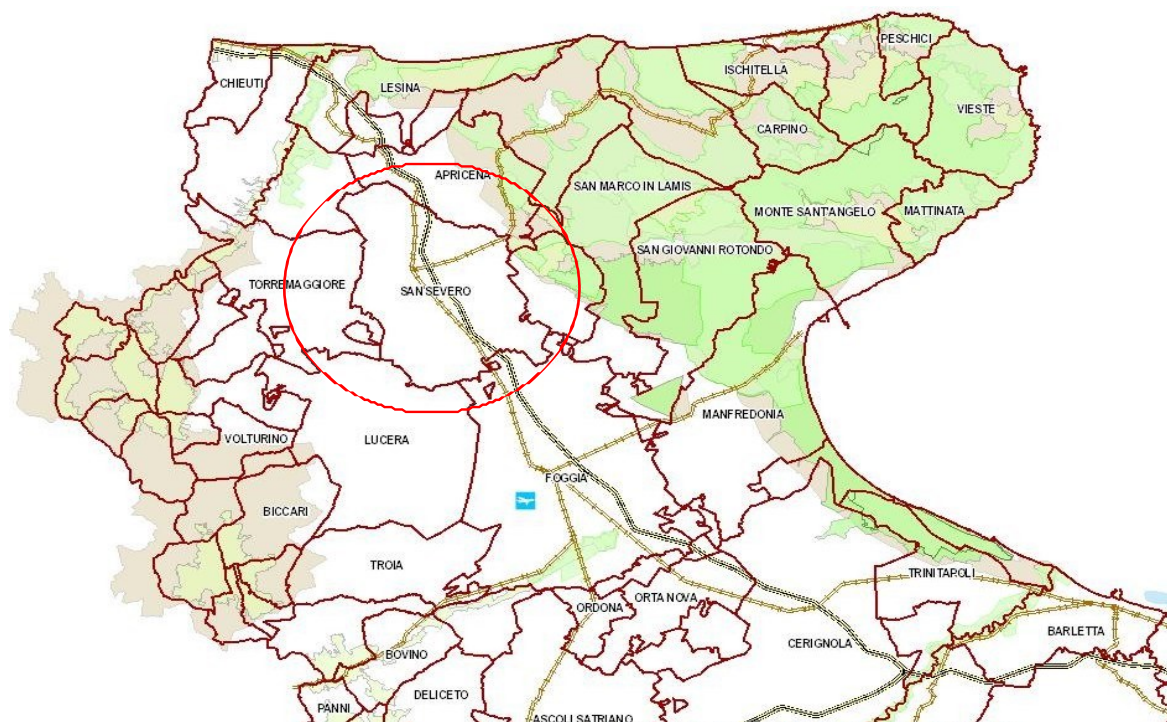 PESCHICI
ISCHITELLA
CHIEUTI
LESINA
VIESTE
CARPINO
APRICENA
SAN MARCO IN LAMIS
MONTE SANT'ANGELO
MATTINATA
SAN GIOVANNI ROTONDO
TORREMAGGIORE
SAN SEVERO
MANFREDONIA
VOLTURINO
LUCERA
FOGGIA
BICCARI
TROIA
TRINITAPOLI
ORDONA
ORTA NOVA
BARLETTA
CERIGNOLA
BOVINO
DELICETO
PANNI
ASCOLI SATRIANO